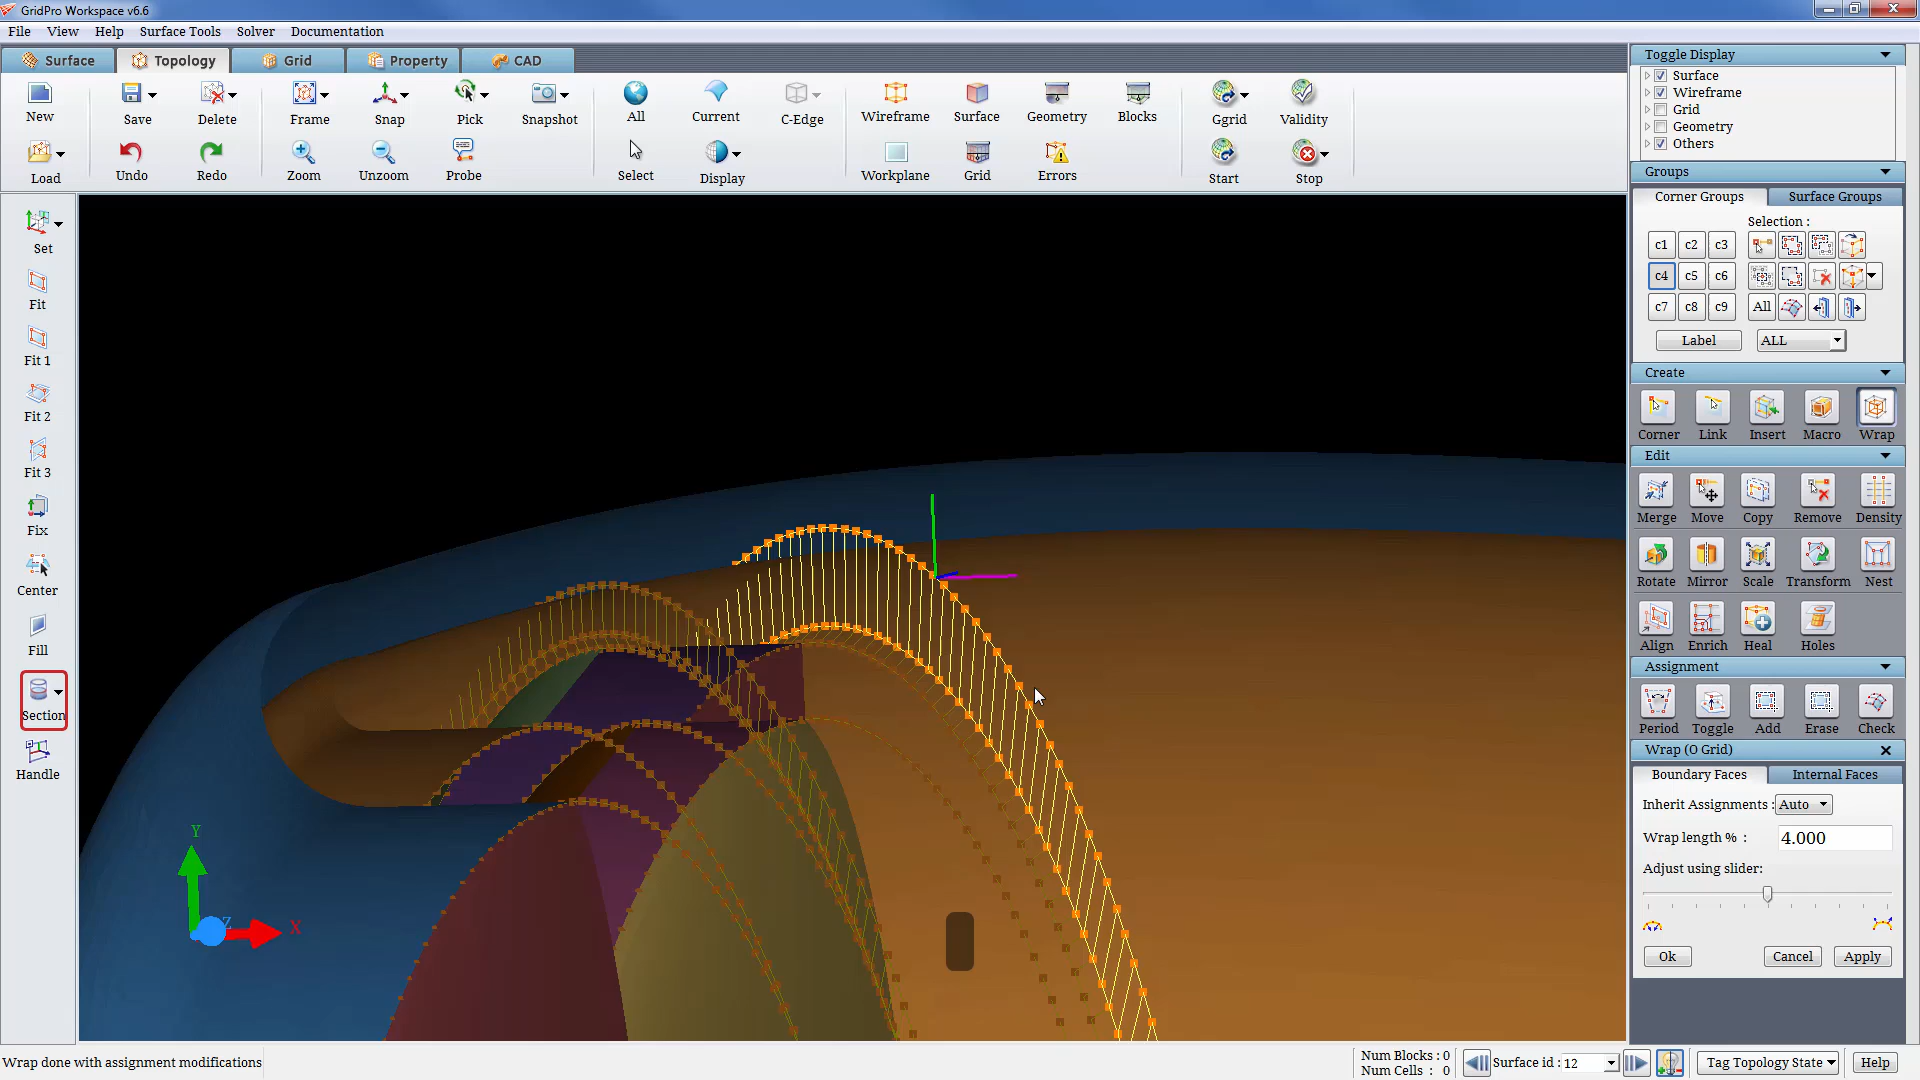 GridPro Workspace v6.6
File View Help Surface Tools Solver Documentation
Surface Topology Grid Property CAD
New Save Delete Frame Snap Pick Snapshot All Current C-Edge Wireframe Surface Geometry Blocks Ggrid Validity
Load Undo Redo Zoom Unzoom Probe Select Display Workplane Grid Errors Start Stop
Set
Fit
Fit 1
Fit 2
Fit 3
Fix
Center
Fill
Section
Handle
Y
Z
X
Toggle Display
Surface
Wireframe
Grid
Geometry
Others
Groups
Corner Groups Surface Groups
Selection :
c1 c2 c3
c4 c5 c6
c7 c8 c9 All
Label ALL
Create
Corner Link Insert Macro Wrap
Edit
Merge Move Copy Remove Density
Rotate Mirror Scale Transform Nest
Align Enrich Heal Holes
Assignment
Period Toggle Add Erase Check
Wrap (O Grid)
Boundary Faces Internal Faces
Inherit Assignments : Auto
Wrap length % : 4.000
Adjust using slider:
Ok Cancel Apply
Wrap done with assignment modifications
Num Blocks : 0
Num Cells : 0
Surface id : 12
Tag Topology State
Help